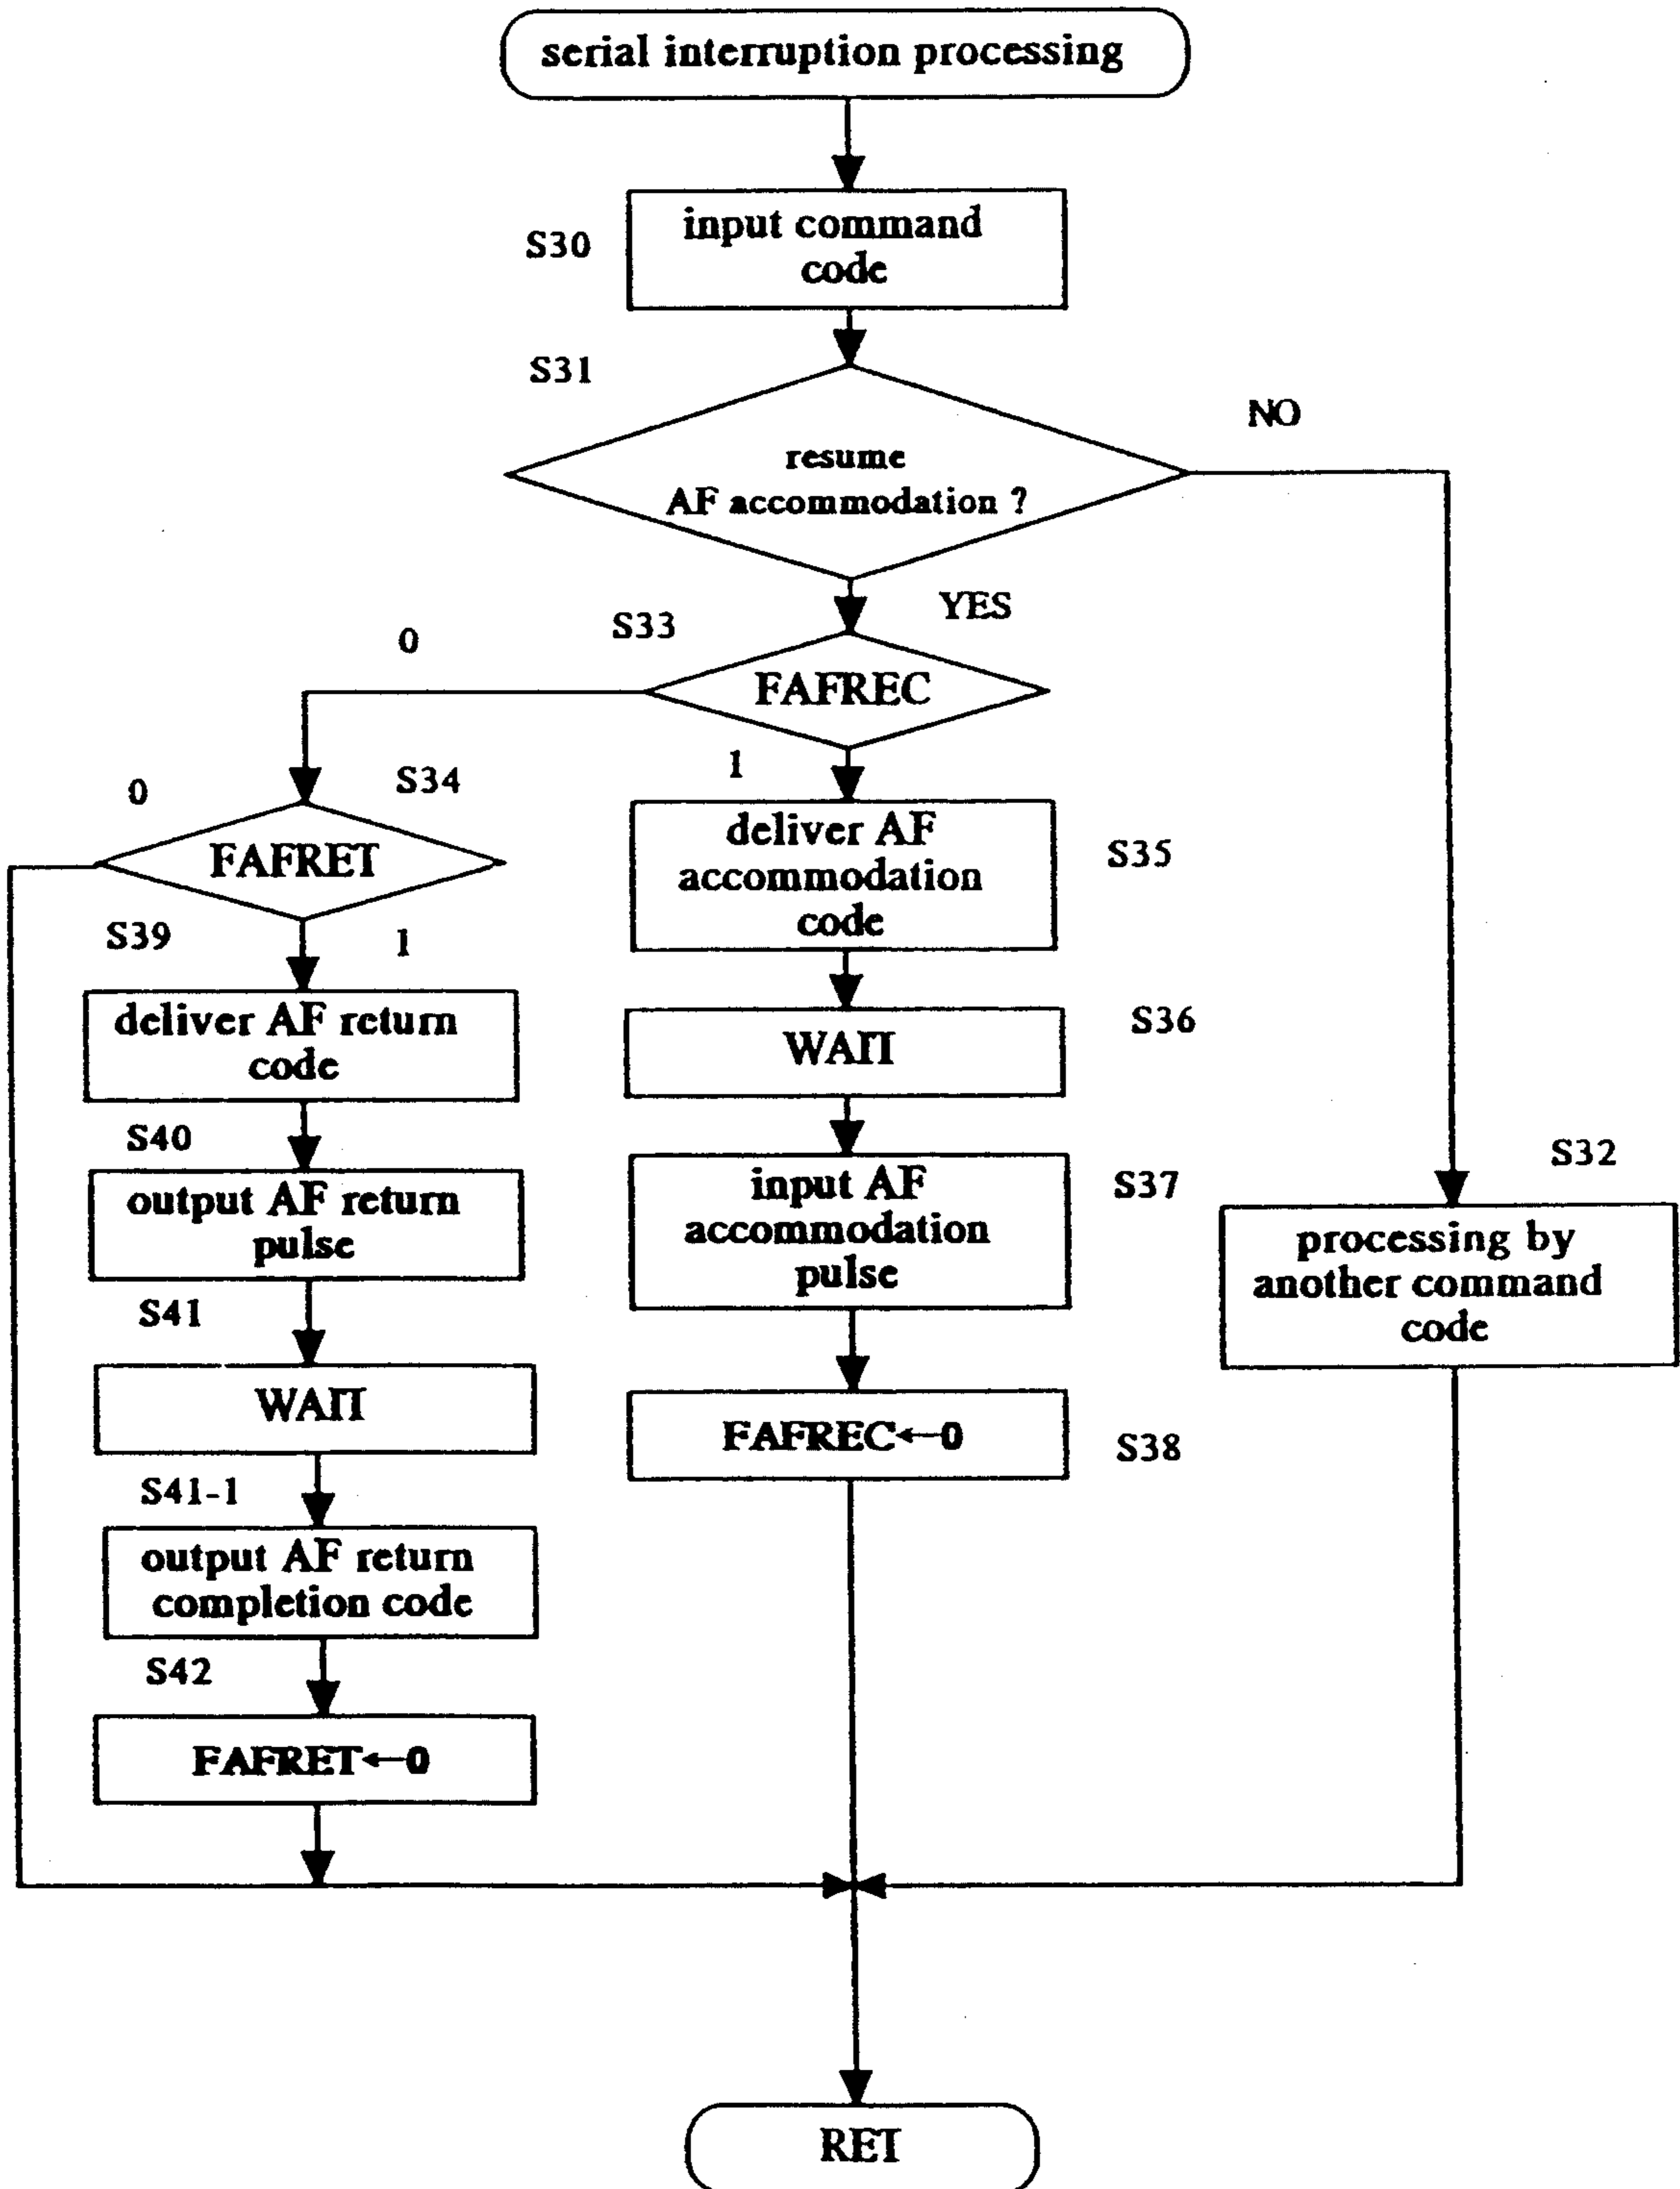 serial interruption processing
S30
input command
code
S31
resume
AF accommodation ?
NO
YES
S33
0
FAFREC
1
S34
0
FAFRET
S39
1
deliver AF
accommodation
code
S35
deliver AF return
code
WAIT
S36
S40
output AF return
pulse
input AF
accommodation
pulse
S37
S32
processing by
another command
code
S41
WAIT
FAFREC←0
S38
S41-1
output AF return
completion code
S42
FAFRET←0
RET